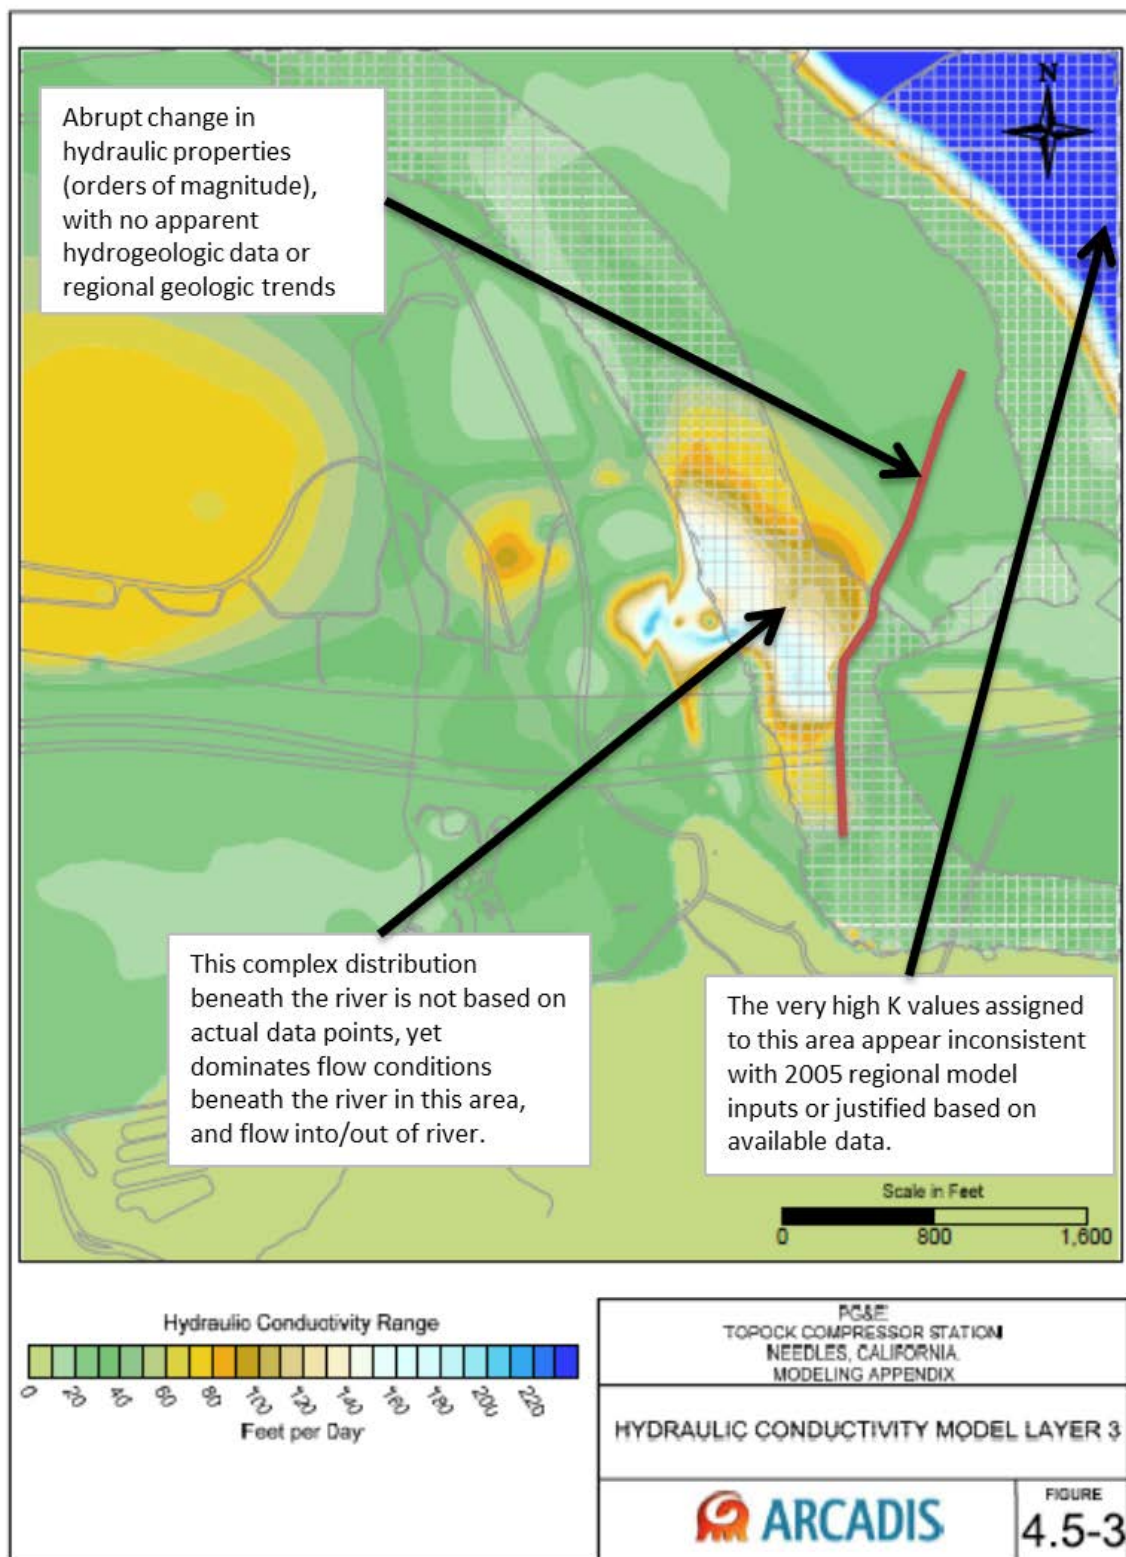 N
Abrupt change in
hydraulic properties
(orders of magnitude),
with no apparent
hydrogeologic data or
regional geologic trends
This complex distribution
beneath the river is not based on
actual data points, yet
dominates flow conditions
beneath the river in this area,
and flow into/out of river.
The very high K values assigned
to this area appear inconsistent
with 2005 regional model
inputs or justified based on
available data.
Scale in Feet
0 800 1,600
Hydraulic Conductivity Range
0 20 40 60 80 100 120 140 160 180 200 220
Feet per Day
PG&E
TOPOCK COMPRESSOR STATION
NEEDLES, CALIFORNIA
MODELING APPENDIX
HYDRAULIC CONDUCTIVITY MODEL LAYER 3
ARCADIS
FIGURE
4.5-3